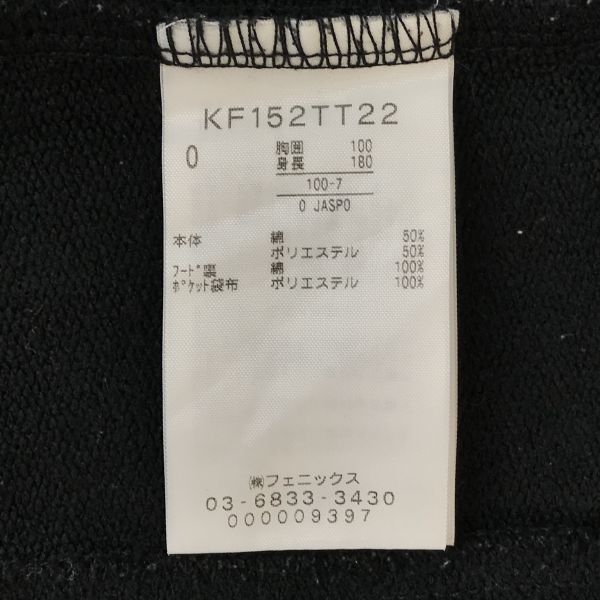 KF152TT22
0
胸囲 100
身長 180
100-7
0 JASPO
本体 綿 50%
ポリエステル 50%
フード裏 綿 100%
ポケット袋布 ポリエステル 100%
㈱フェニックス
03-6833-3430
000009397